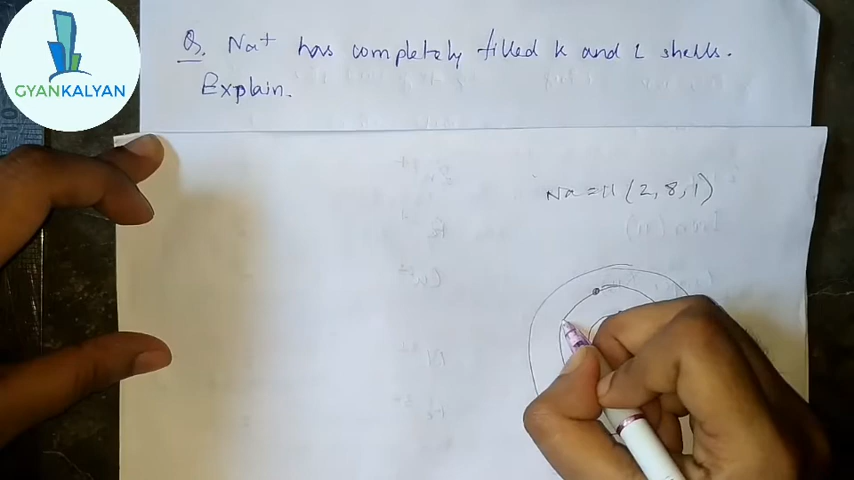 GYANKALYAN
Q. Na+ has completely filled k and L shells.
Explain.
Na = 11 (2, 8, 1)